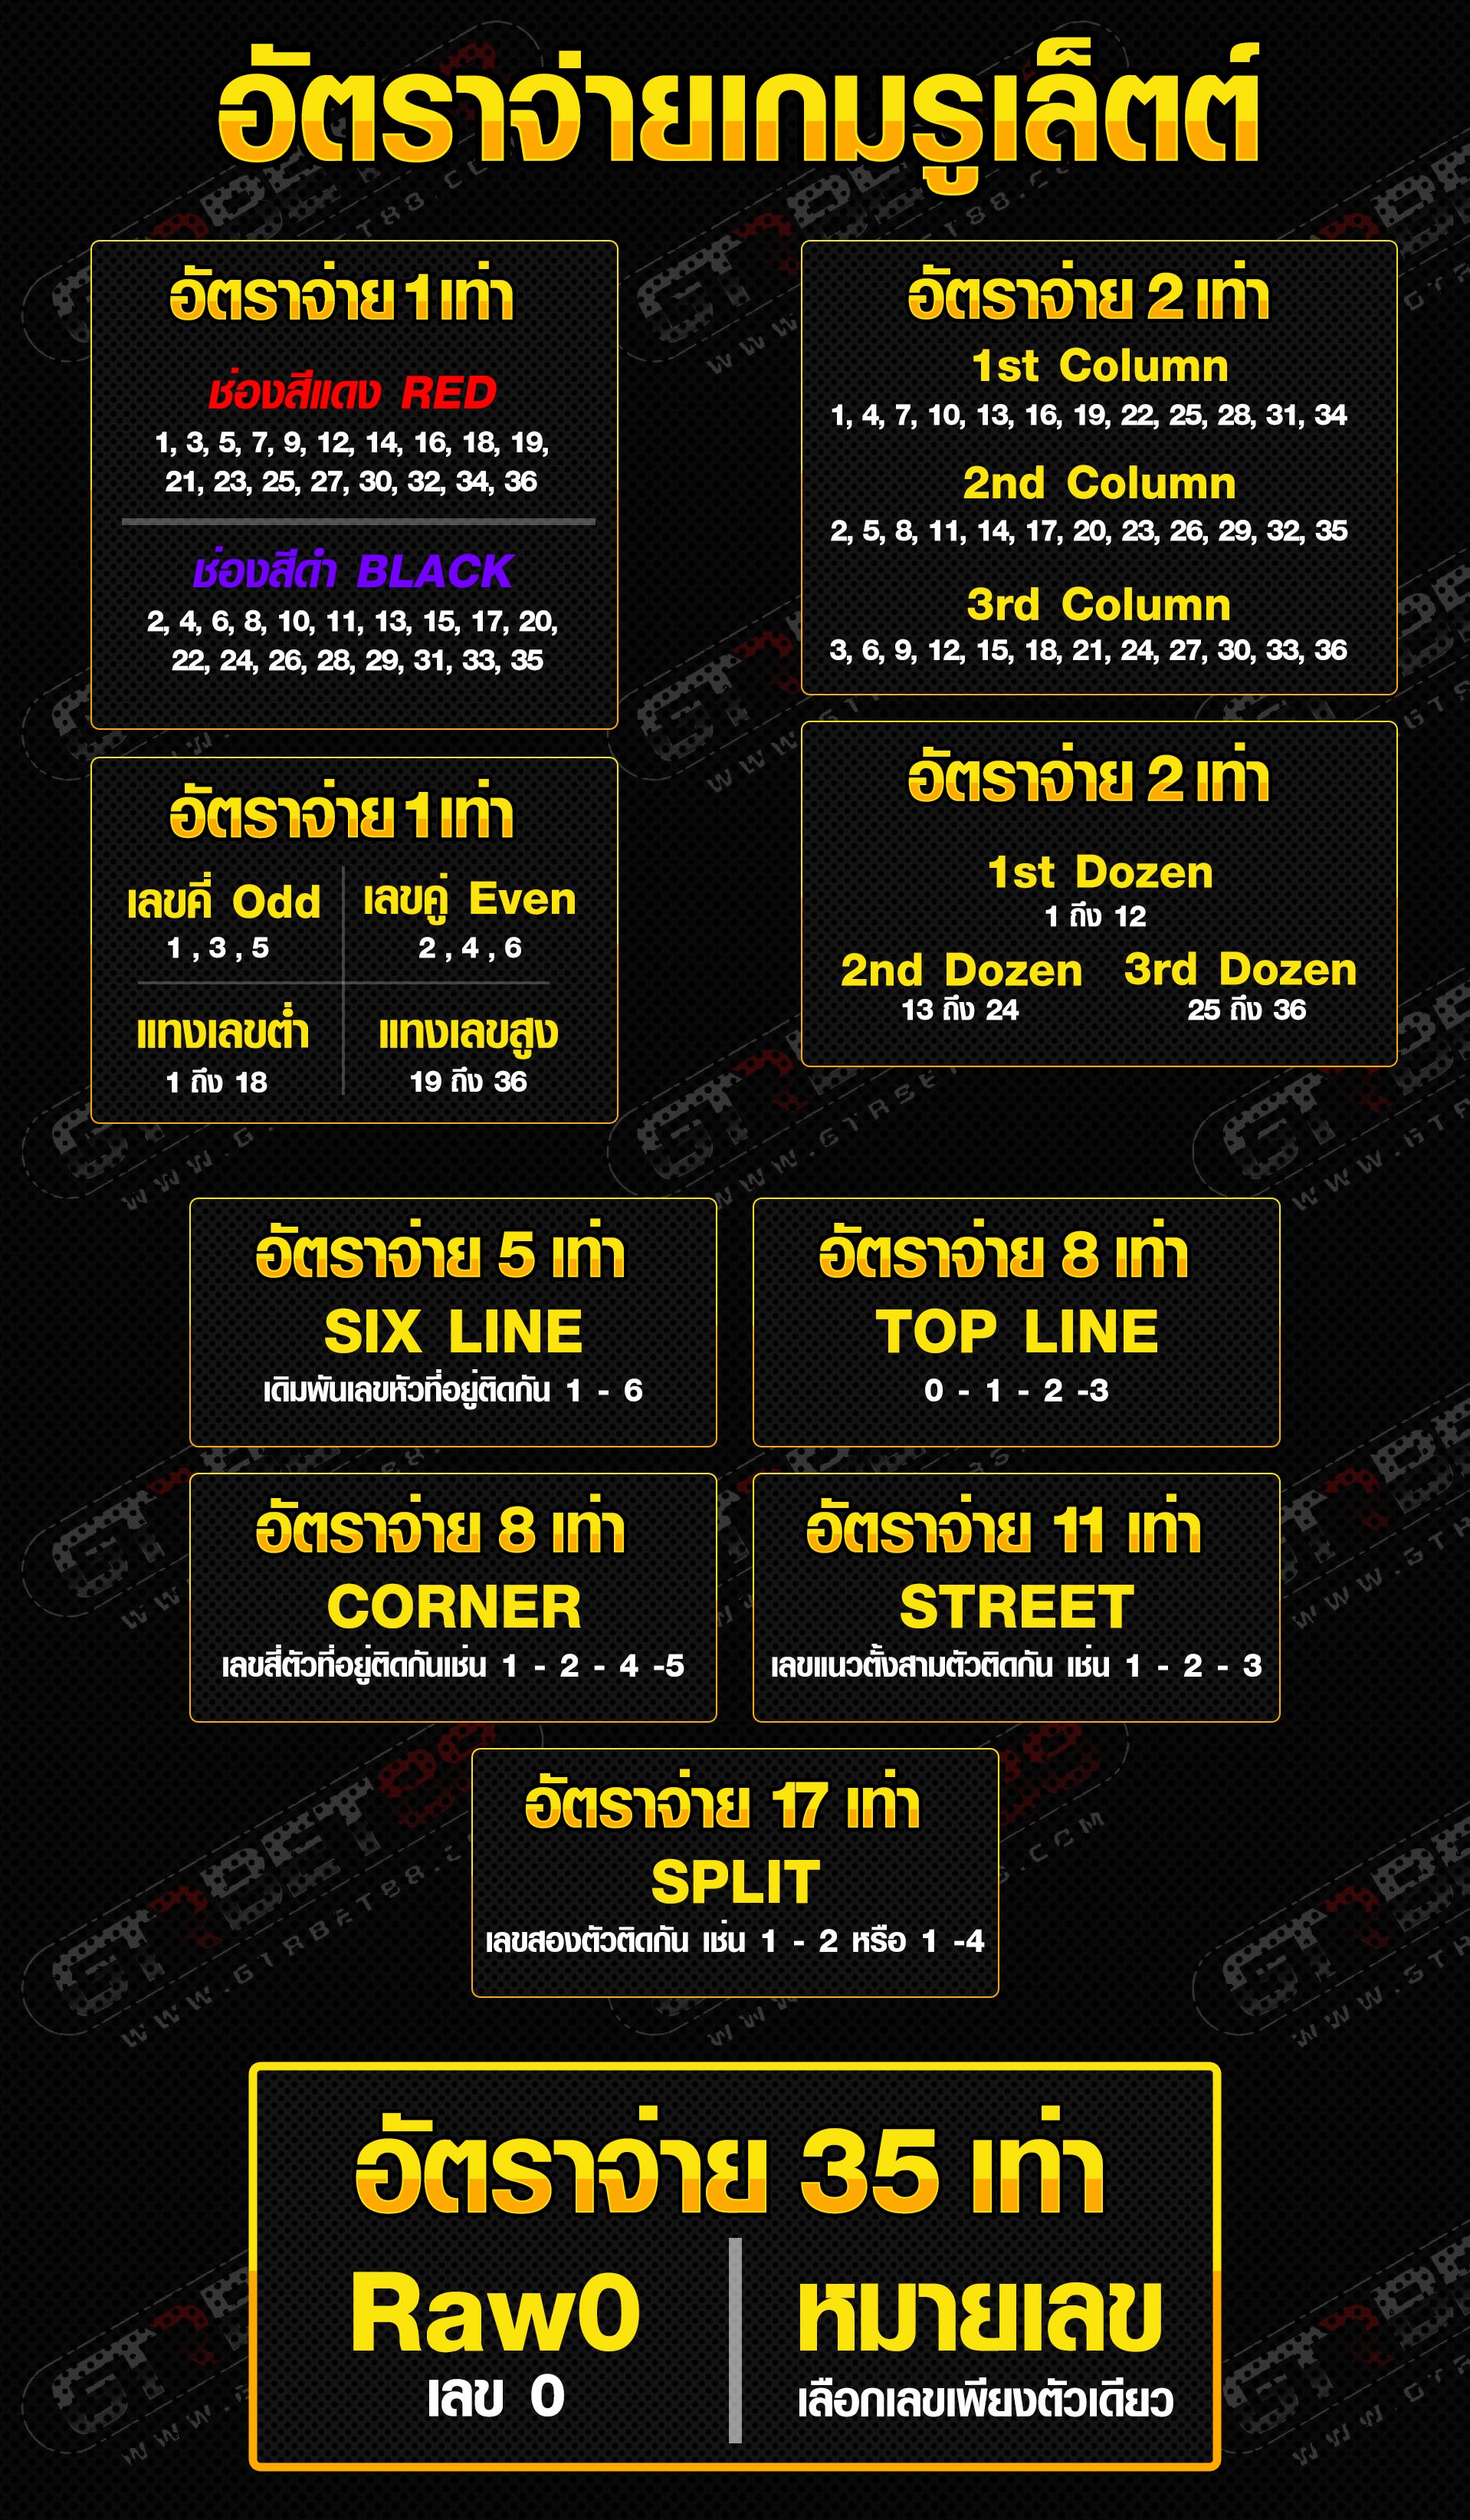 อัตราจ่ายเกมรูเล็ตต์
อัตราจ่าย 1 เท่า
ช่องสีแดง RED
1, 3, 5, 7, 9, 12, 14, 16, 18, 19,
21, 23, 25, 27, 30, 32, 34, 36
ช่องสีดำ BLACK
2, 4, 6, 8, 10, 11, 13, 15, 17, 20,
22, 24, 26, 28, 29, 31, 33, 35
อัตราจ่าย 2 เท่า
1st Column
1, 4, 7, 10, 13, 16, 19, 22, 25, 28, 31, 34
2nd Column
2, 5, 8, 11, 14, 17, 20, 23, 26, 29, 32, 35
3rd Column
3, 6, 9, 12, 15, 18, 21, 24, 27, 30, 33, 36
อัตราจ่าย 1 เท่า
เลขคี่ Odd
1 , 3 , 5
เลขคู่ Even
2 , 4 , 6
แทงเลขต่ำ
1 ถึง 18
แทงเลขสูง
19 ถึง 36
อัตราจ่าย 2 เท่า
1st Dozen
1 ถึง 12
2nd Dozen
13 ถึง 24
3rd Dozen
25 ถึง 36
อัตราจ่าย 5 เท่า
SIX LINE
เดิมพันเลขหัวที่อยู่ติดกัน 1 - 6
อัตราจ่าย 8 เท่า
TOP LINE
0 - 1 - 2 -3
อัตราจ่าย 8 เท่า
CORNER
เลขสี่ตัวที่อยู่ติดกันเช่น 1 - 2 - 4 -5
อัตราจ่าย 11 เท่า
STREET
เลขแนวตั้งสามตัวติดกัน เช่น 1 - 2 - 3
อัตราจ่าย 17 เท่า
SPLIT
เลขสองตัวติดกัน เช่น 1 - 2 หรือ 1 -4
อัตราจ่าย 35 เท่า
Raw0
เลข 0
หมายเลข
เลือกเลขเพียงตัวเดียว
GTRBET88
WWW.GTRBET88.COM